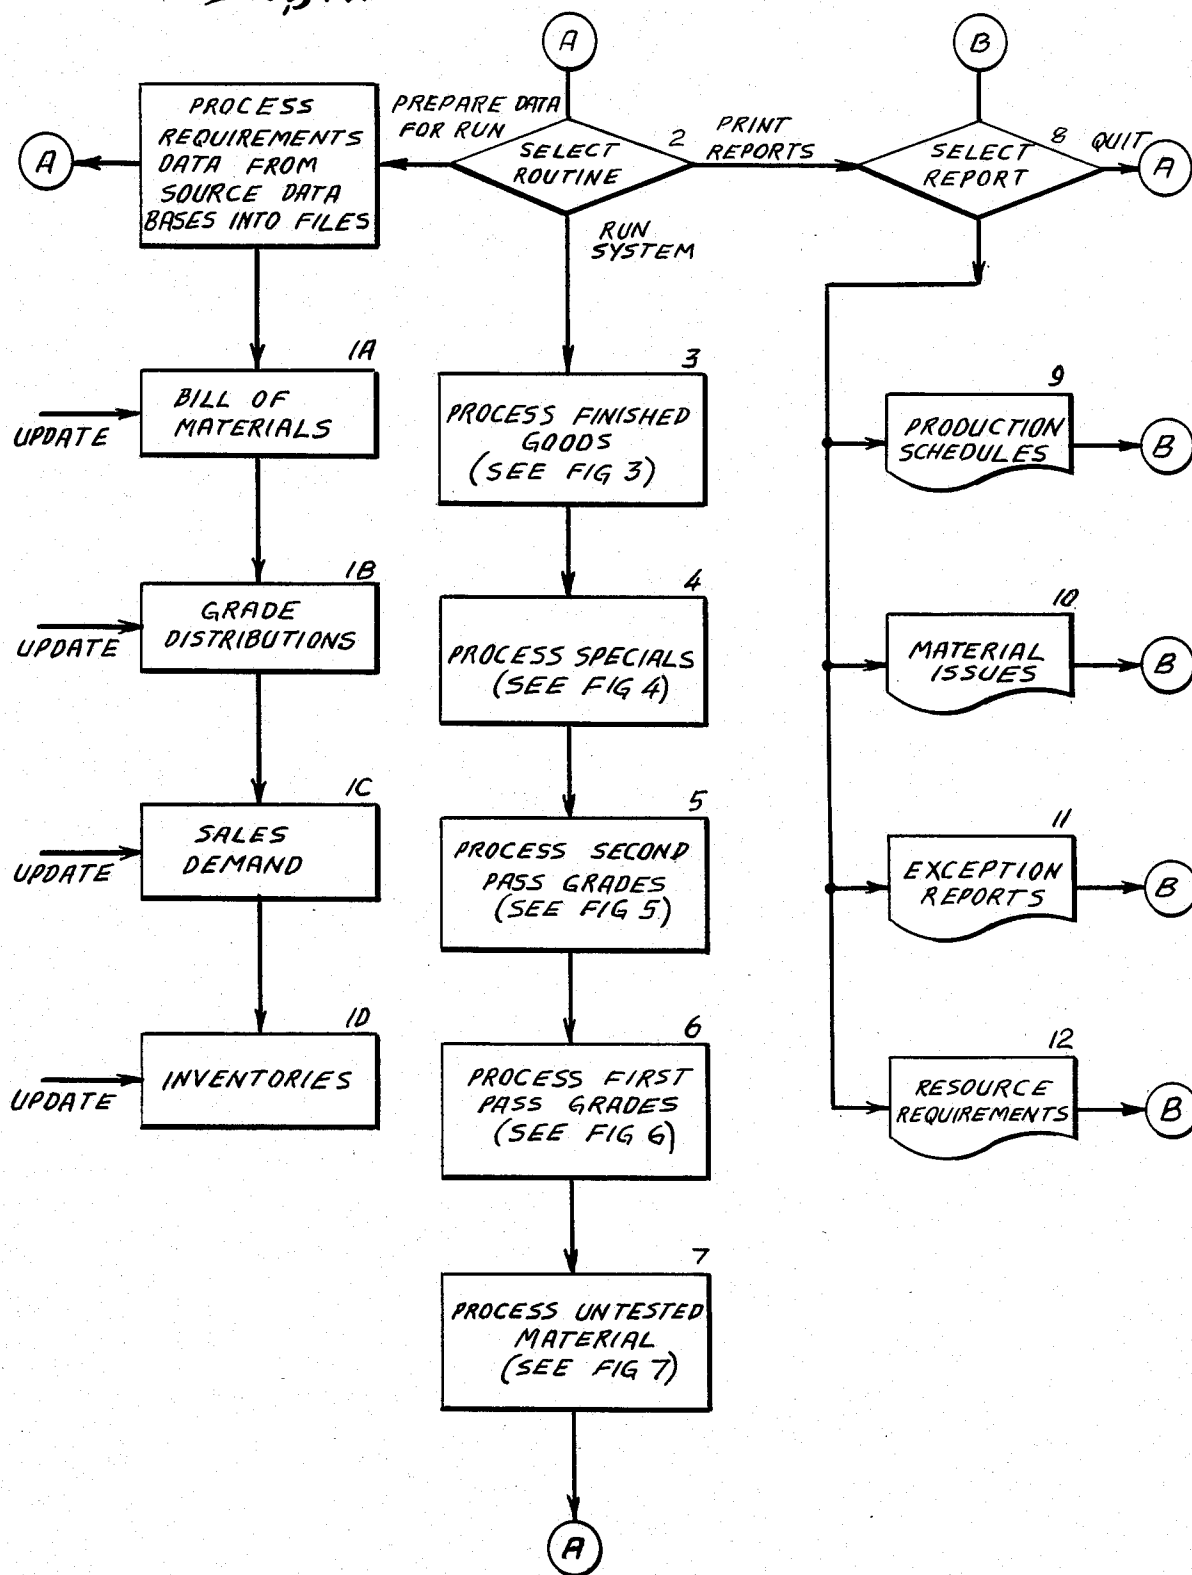 A
B
PROCESS
REQUIREMENTS
DATA FROM
SOURCE DATA
BASES INTO FILES
A
PREPARE DATA
FOR RUN
2
SELECT
ROUTINE
PRINT
REPORTS
8
SELECT
REPORT
QUIT
A
RUN
SYSTEM
1A
BILL OF
MATERIALS
UPDATE
1B
GRADE
DISTRIBUTIONS
UPDATE
1C
SALES
DEMAND
UPDATE
1D
INVENTORIES
UPDATE
3
PROCESS FINISHED
GOODS
(SEE FIG 3)
4
PROCESS SPECIALS
(SEE FIG 4)
5
PROCESS SECOND
PASS GRADES
(SEE FIG 5)
6
PROCESS FIRST
PASS GRADES
(SEE FIG 6)
7
PROCESS UNTESTED
MATERIAL
(SEE FIG 7)
A
9
PRODUCTION
SCHEDULES
B
10
MATERIAL
ISSUES
B
11
EXCEPTION
REPORTS
B
12
RESOURCE
REQUIREMENTS
B